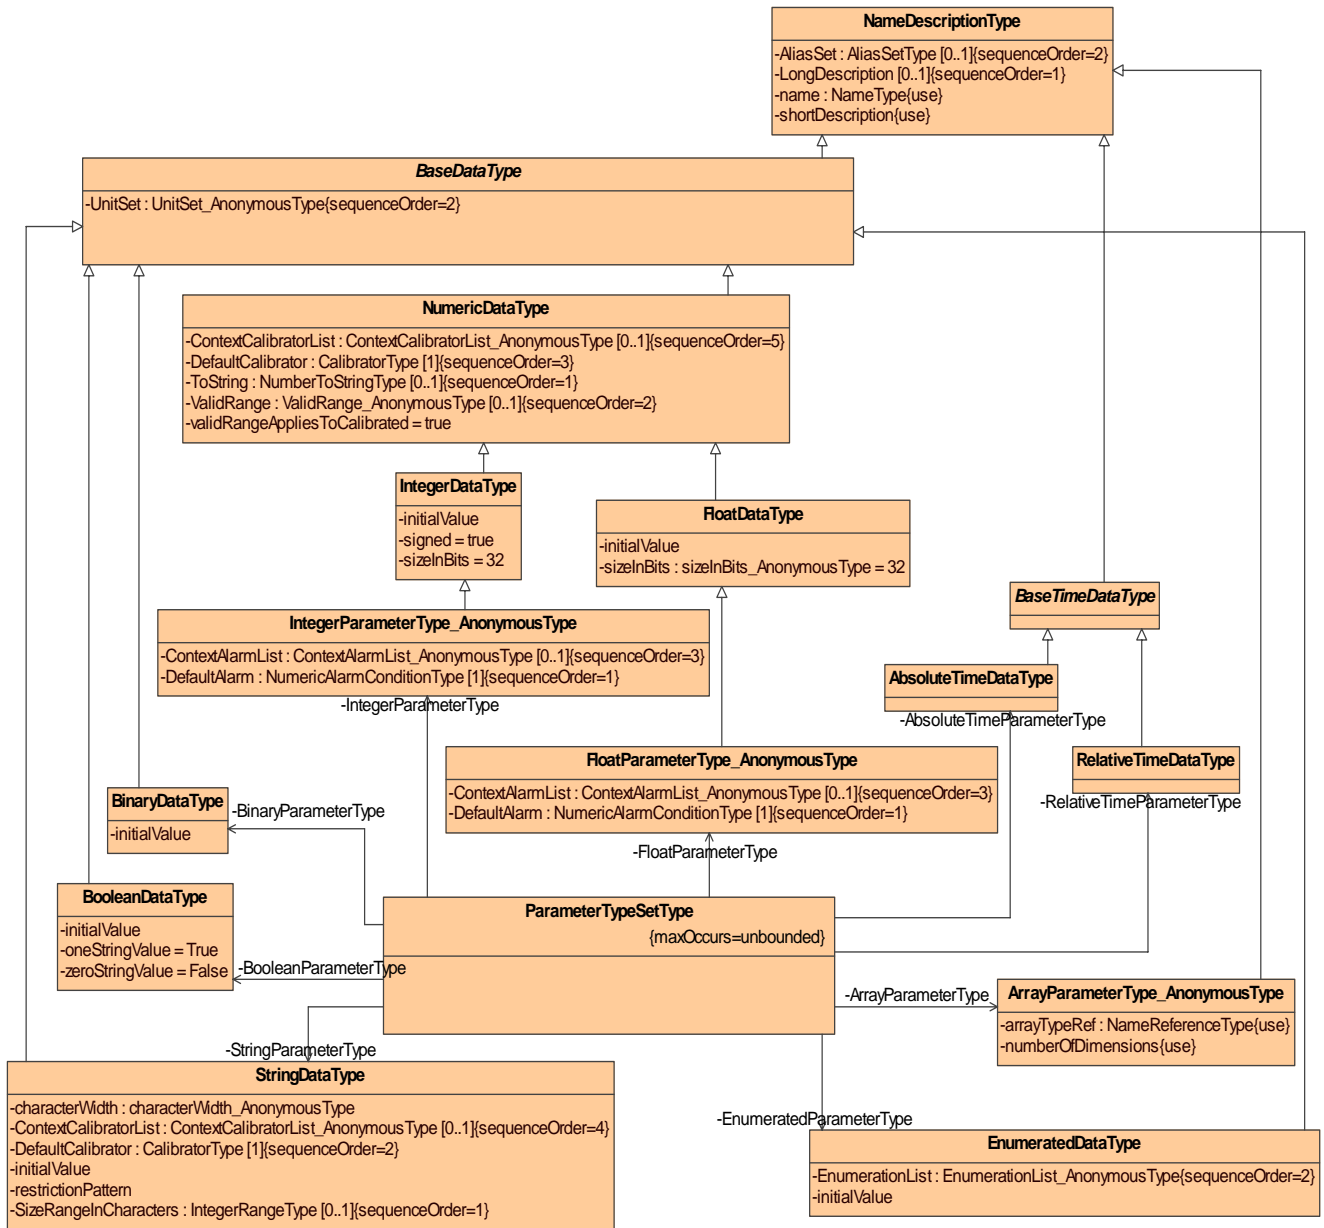 NameDescriptionType
-AliasSet : AliasSetType [0..1]{sequenceOrder=2}
-LongDescription [0..1]{sequenceOrder=1}
-name : NameType{use}
-shortDescription{use}
BaseDataType
-UnitSet : UnitSet_AnonymousType{sequenceOrder=2}
NumericDataType
-ContextCalibratorList : ContextCalibratorList_AnonymousType [0..1]{sequenceOrder=5}
-DefaultCalibrator : CalibratorType [1]{sequenceOrder=3}
-ToString : NumberToStringType [0..1]{sequenceOrder=1}
-ValidRange : ValidRange_AnonymousType [0..1]{sequenceOrder=2}
-validRangeAppliesToCalibrated = true
IntegerDataType
-initialValue
-signed = true
-sizeInBits = 32
FloatDataType
-initialValue
-sizeInBits : sizeInBits_AnonymousType = 32
BaseTimeDataType
IntegerParameterType_AnonymousType
-ContextAlarmList : ContextAlarmList_AnonymousType [0..1]{sequenceOrder=3}
-DefaultAlarm : NumericAlarmConditionType [1]{sequenceOrder=1}
-IntegerParameterType
AbsoluteTimeDataType
-AbsoluteTimeParameterType
RelativeTimeDataType
-RelativeTimeParameterType
FloatParameterType_AnonymousType
-ContextAlarmList : ContextAlarmList_AnonymousType [0..1]{sequenceOrder=3}
-DefaultAlarm : NumericAlarmConditionType [1]{sequenceOrder=1}
-FloatParameterType
BinaryDataType
-initialValue
-BinaryParameterType
BooleanDataType
-initialValue
-oneStringValue = True
-zeroStringValue = False
-BooleanParameterType
ParameterTypeSetType
{maxOccurs=unbounded}
-ArrayParameterType
ArrayParameterType_AnonymousType
-arrayTypeRef : NameReferenceType{use}
-numberOfDimensions{use}
-StringParameterType
StringDataType
-characterWidth : characterWidth_AnonymousType
-ContextCalibratorList : ContextCalibratorList_AnonymousType [0..1]{sequenceOrder=4}
-DefaultCalibrator : CalibratorType [1]{sequenceOrder=2}
-initialValue
-restrictionPattern
-SizeRangeInCharacters : IntegerRangeType [0..1]{sequenceOrder=1}
-EnumeratedParameterType
EnumeratedDataType
-EnumerationList : EnumerationList_AnonymousType{sequenceOrder=2}
-initialValue